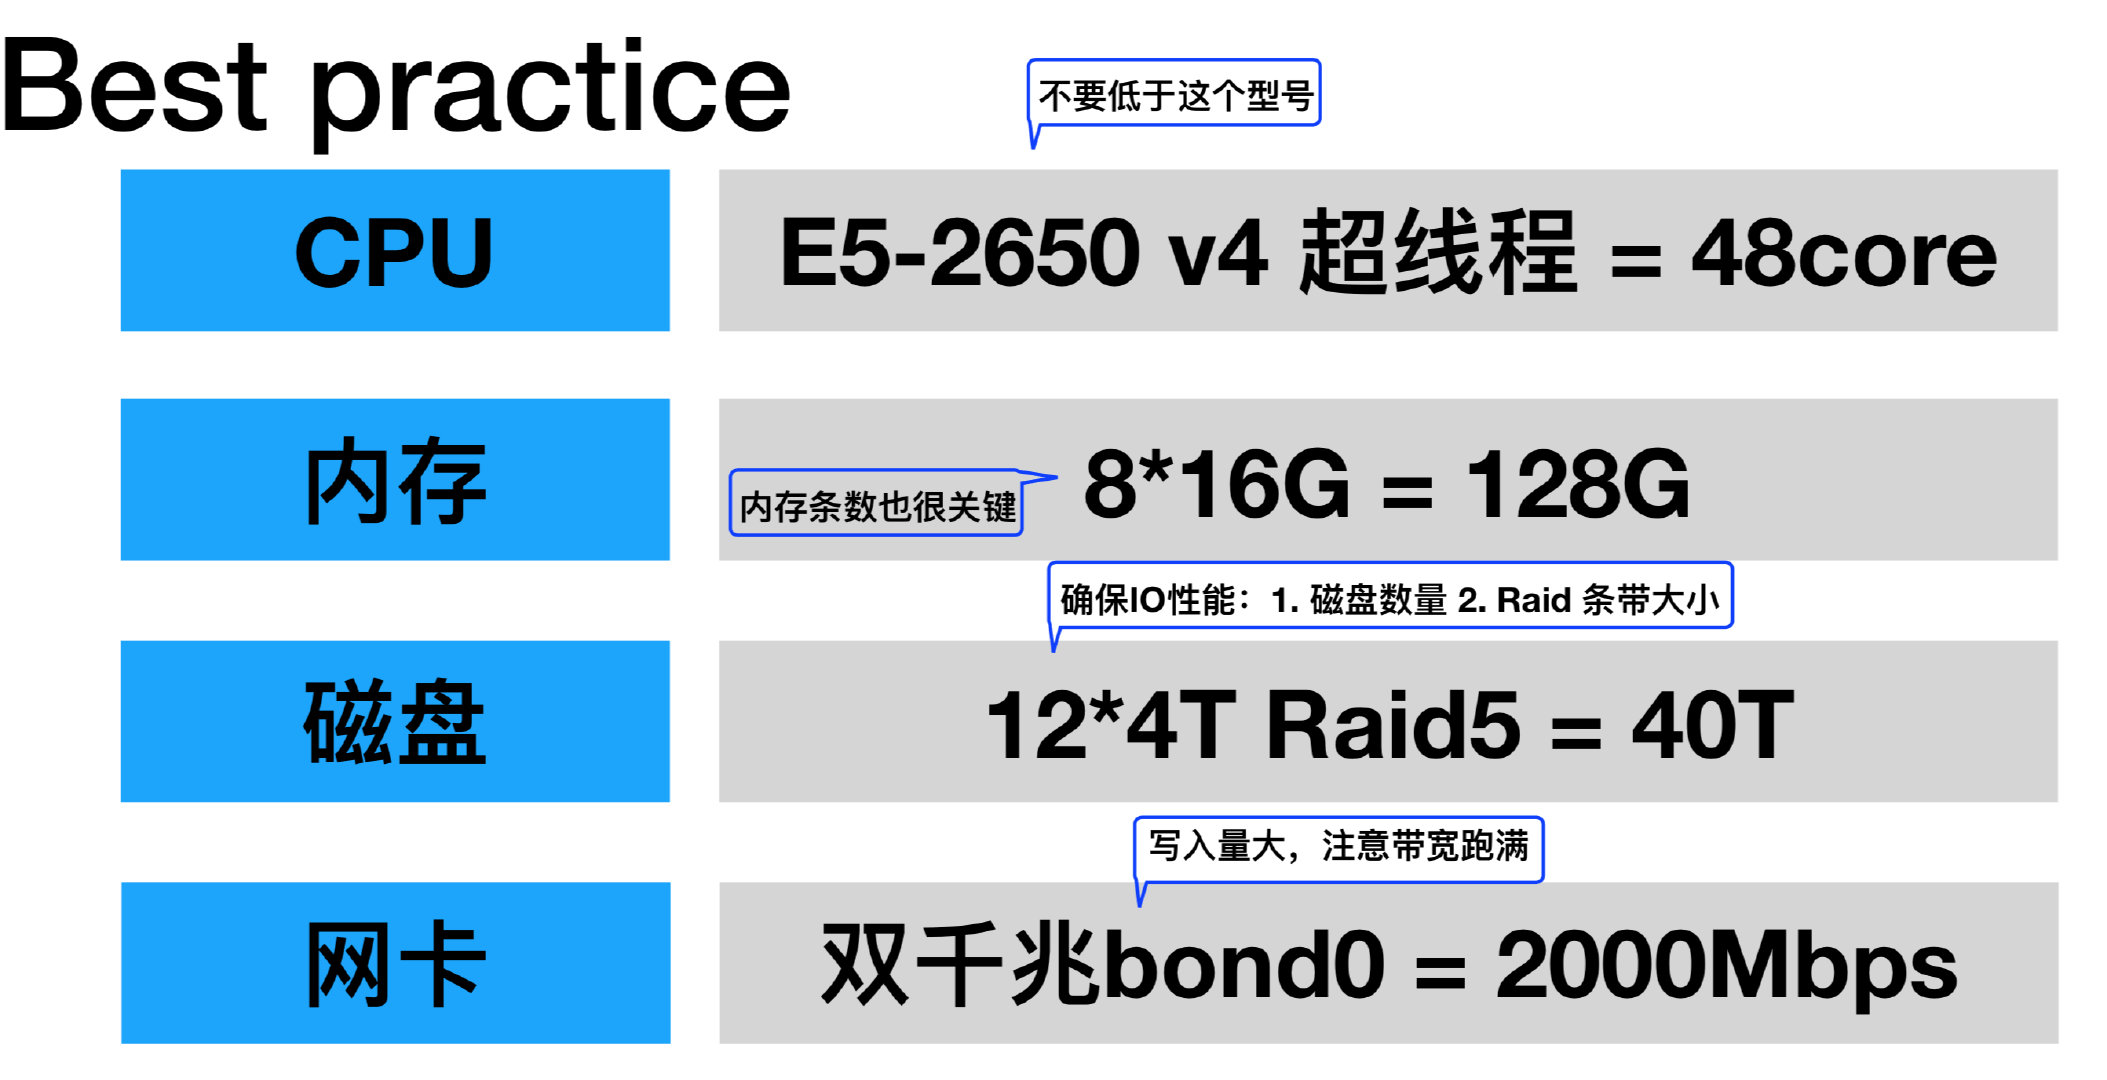 Best practice
不要低于这个型号
CPU
E5-2650 v4 超线程 = 48core
内存
内存条数也很关键
8*16G = 128G
确保IO性能：1. 磁盘数量 2. Raid 条带大小
磁盘
12*4T Raid5 = 40T
写入量大，注意带宽跑满
网卡
双千兆bond0 = 2000Mbps